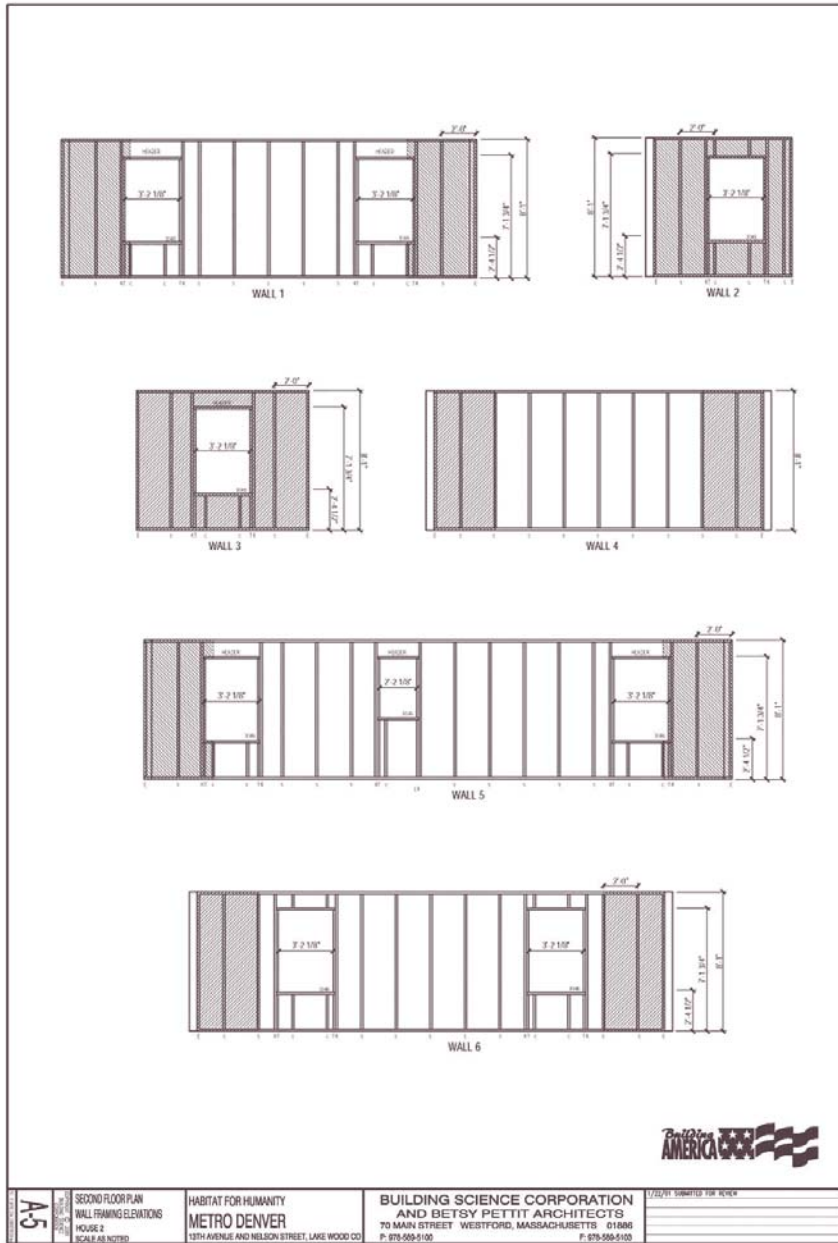 2'-0"
HEADER
HEADER
3'-2 1/8"
3'-2 1/8"
2'-4 1/2"
7'-1 3/4"
8'-1"
WALL 1
2'-0"
3'-2 1/8"
8'-1"
7'-1 3/4"
2'-4 1/2"
WALL 2
2'-0"
HEADER
3'-2 1/8"
2'-4 1/2"
7'-1 3/4"
8'-1"
WALL 3
8'-1"
WALL 4
2'-0"
HEADER
HEADER
HEADER
3'-2 1/8"
2'-2 1/8"
3'-2 1/8"
2'-4 1/2"
7'-1 3/4"
8'-1"
WALL 5
2'-0"
3'-2 1/8"
3'-2 1/8"
2'-4 1/2"
7'-1 3/4"
8'-1"
WALL 6
Building
AMERICA
A-5
SECOND FLOOR PLAN
WALL FRAMING ELEVATIONS
HOUSE 2
SCALE AS NOTED
HABITAT FOR HUMANITY
METRO DENVER
13TH AVENUE AND NELSON STREET, LAKE WOOD CO
BUILDING SCIENCE CORPORATION
AND BETSY PETTIT ARCHITECTS
70 MAIN STREET WESTFORD, MASSACHUSETTS 01886
P: 978-589-5100 F: 978-589-5103
1/22/01 SUBMITTED FOR REVIEW